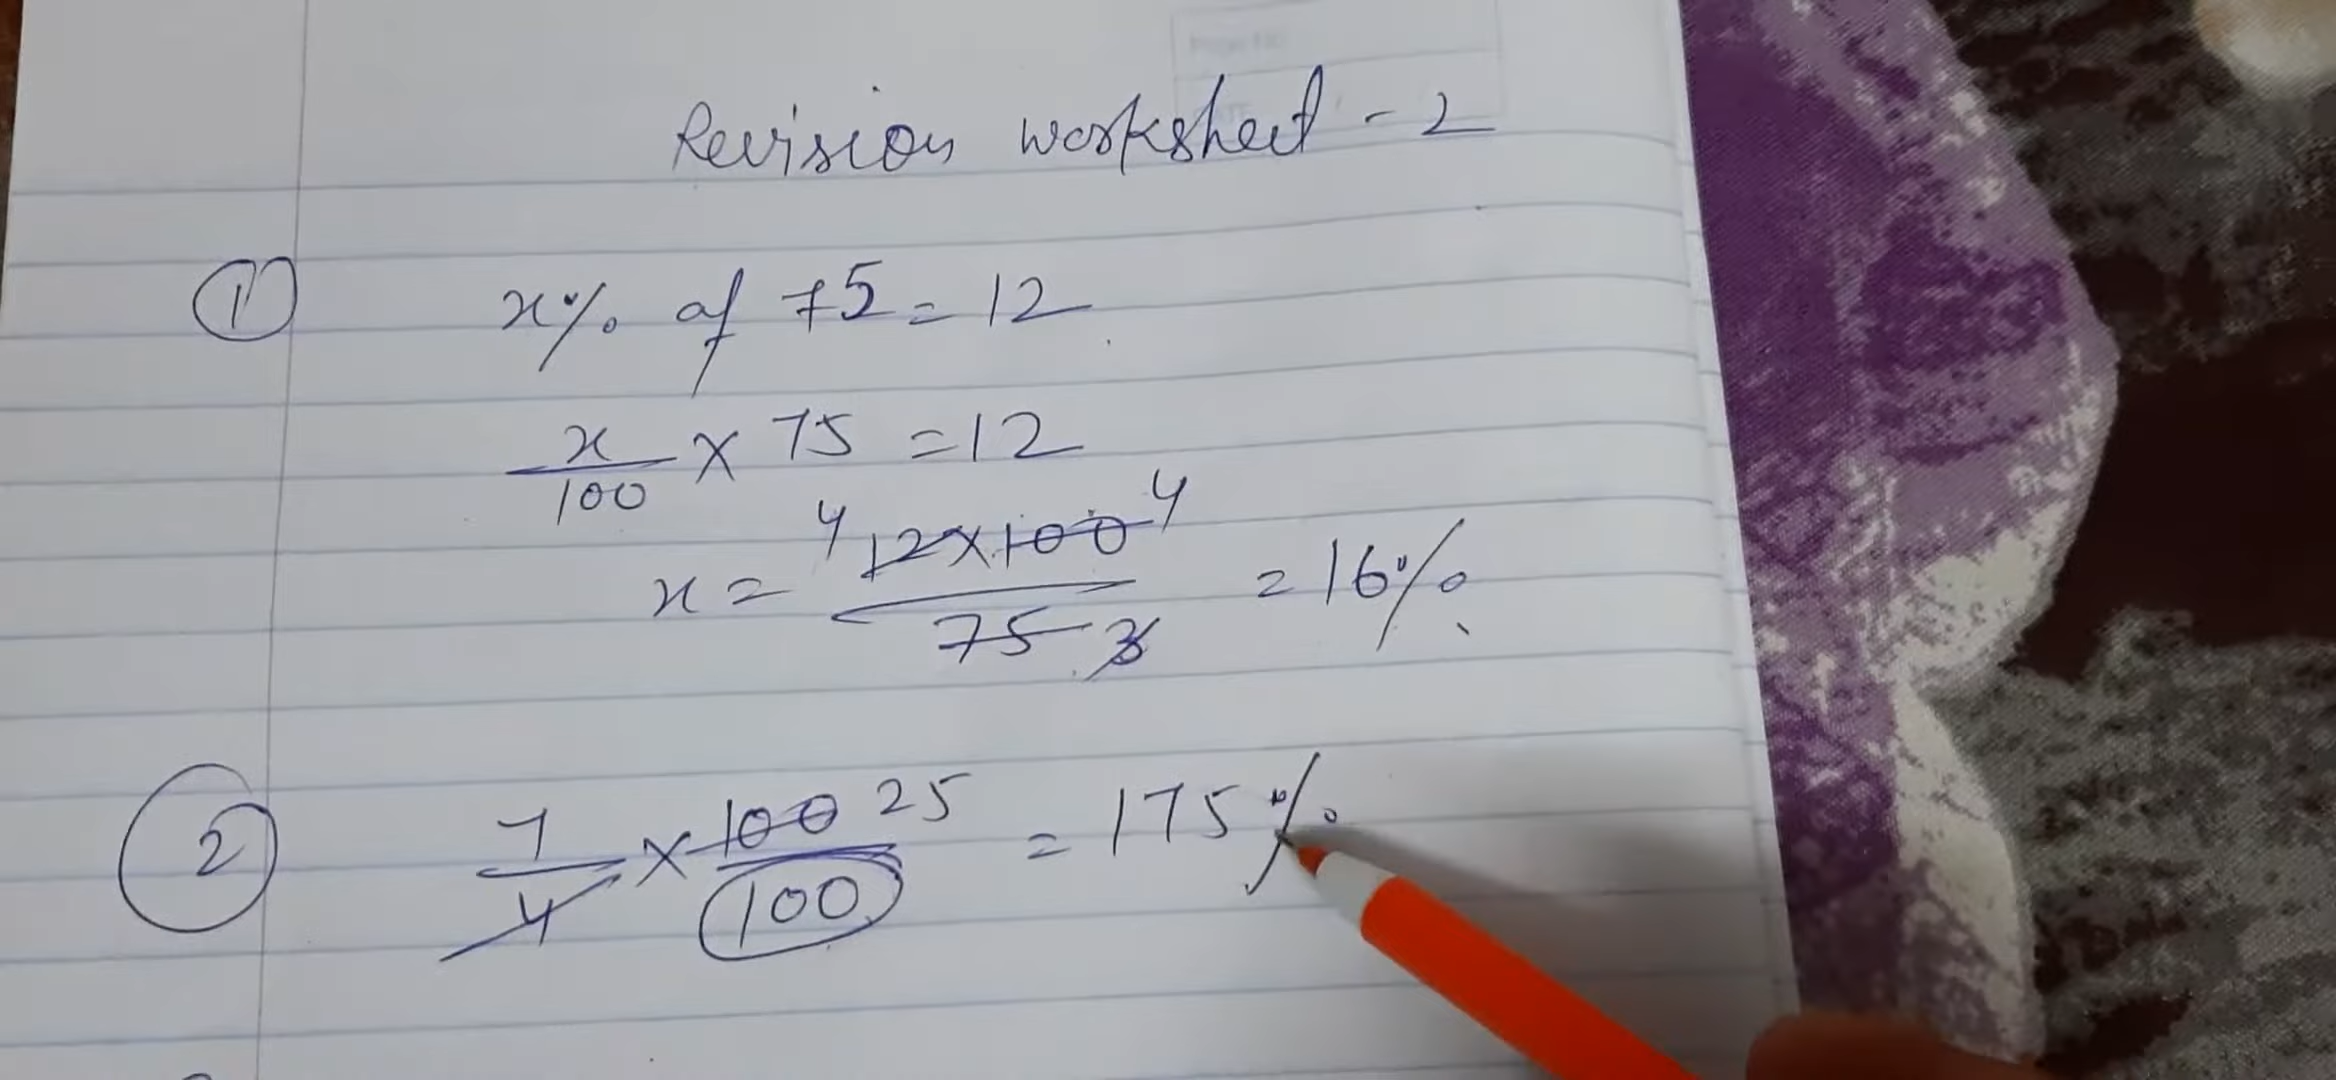 Revision worksheet - 2
① x% of 75 = 12
x/100 × 75 = 12
x = 4 12×100 4 / 75 3 = 16%
② 7/4 × 100 25 / 100 = 175%